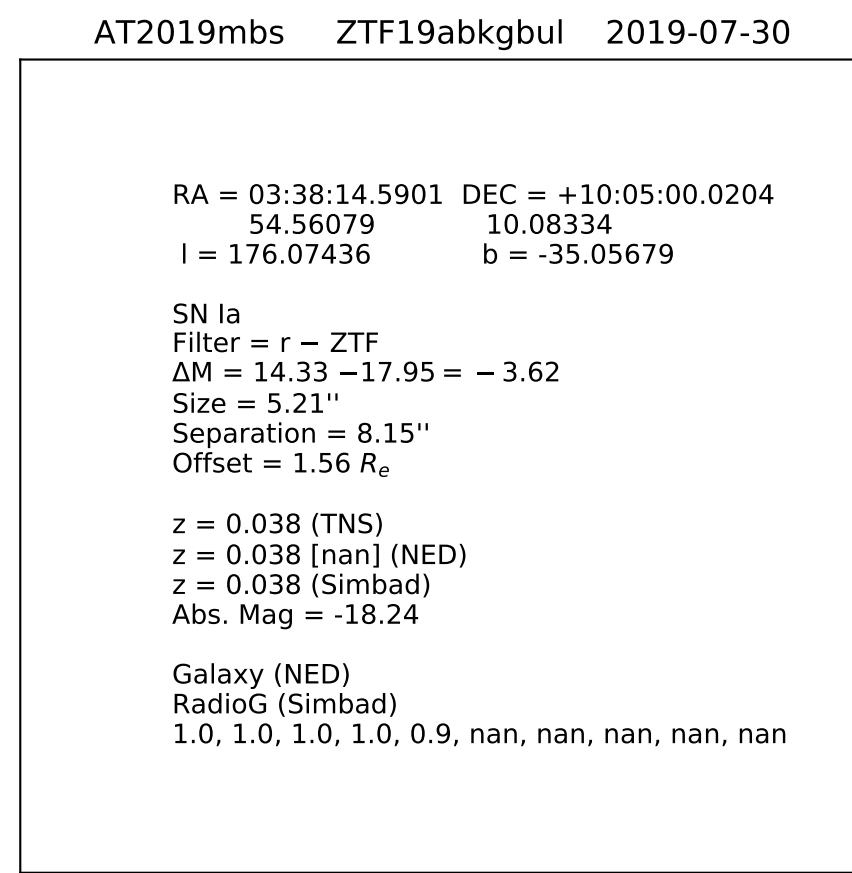 AT2019mbs ZTF19abkgbul 2019-07-30
RA = 03:38:14.5901 DEC = +10:05:00.0204
54.56079 10.08334
l = 176.07436 b = -35.05679
SN Ia
Filter = r − ZTF
ΔM = 14.33 −17.95 = − 3.62
Size = 5.21''
Separation = 8.15''
Offset = 1.56 Rₑ
z = 0.038 (TNS)
z = 0.038 [nan] (NED)
z = 0.038 (Simbad)
Abs. Mag = -18.24
Galaxy (NED)
RadioG (Simbad)
1.0, 1.0, 1.0, 1.0, 0.9, nan, nan, nan, nan, nan